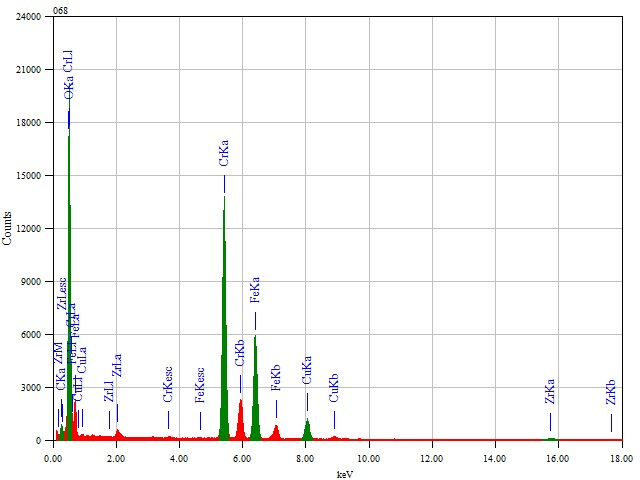 068
24000
21000
18000
15000
12000
9000
6000
3000
0
Counts
0.00 2.00 4.00 6.00 8.00 10.00 12.00 14.00 16.00 18.00
keV
CKa
ZrM
ZrLesc
OKa CrLl
CrLa
FeLl
FeLa
CuLl
CuLa
ZrLl
ZrLa
CrKesc
FeKesc
CrKa
CrKb
FeKa
FeKb
CuKa
CuKb
ZrKa
ZrKb